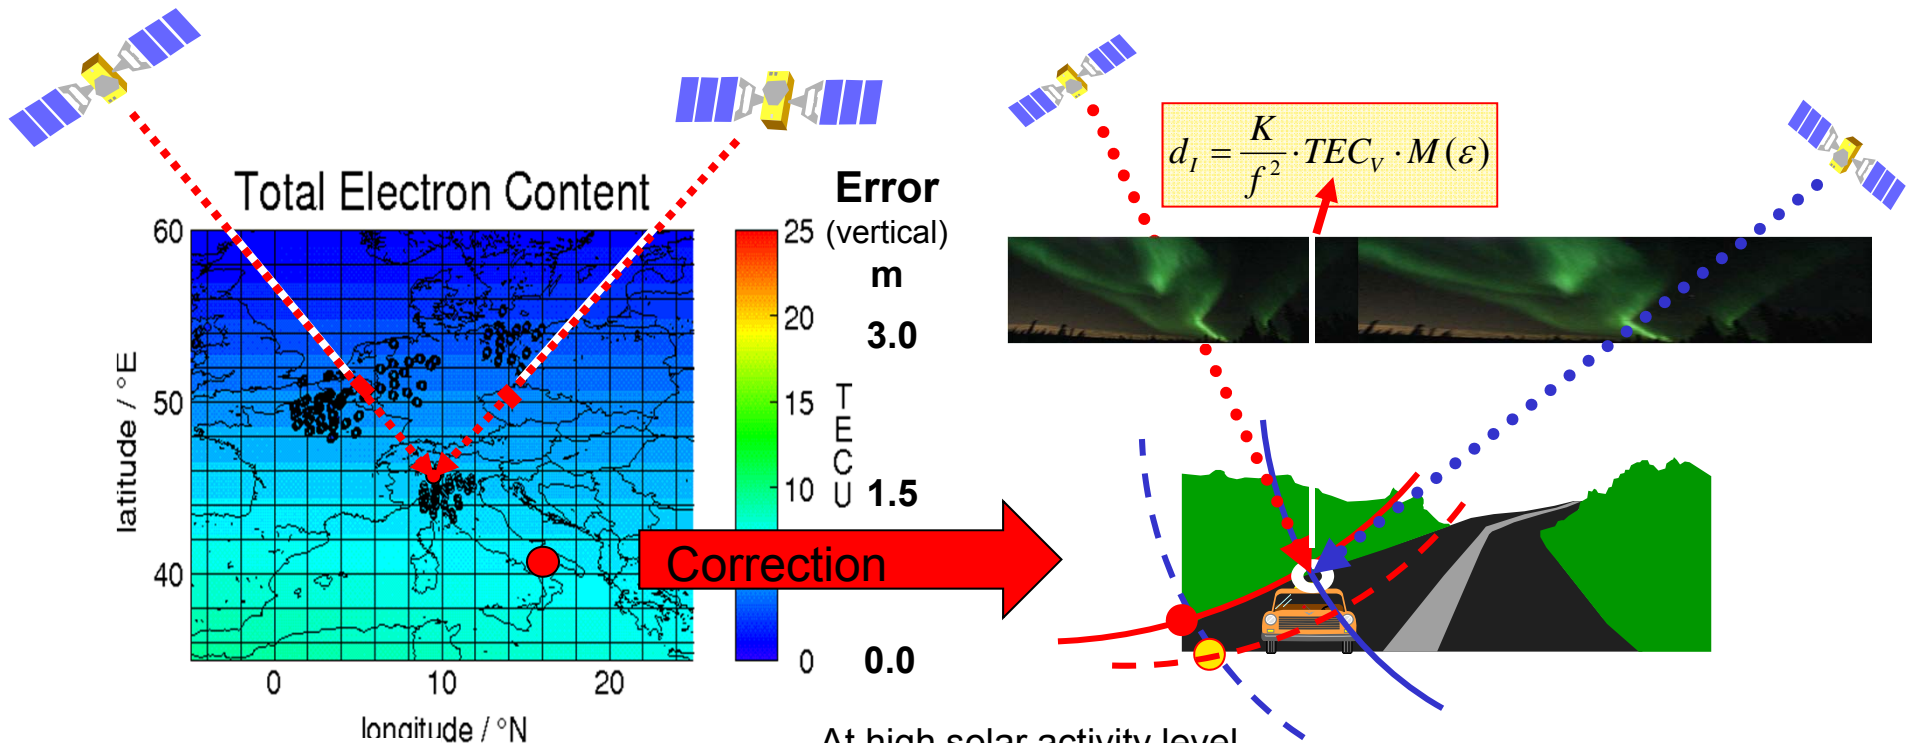 Total Electron Content
60
50
40
latitude / °E
0
10
20
longitude / °N
25
20
15
10
0
TECU
Error
(vertical)
m
3.0
1.5
0.0
Correction
d_I = K / f² · TEC_V · M(ε)
At high solar activity level